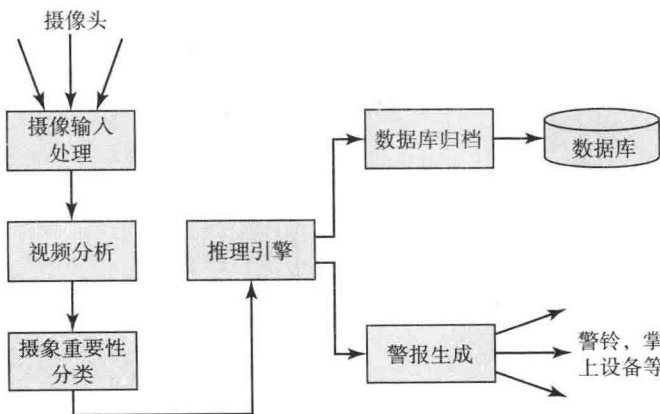 摄像头
摄像输入
处理
视频分析
摄象重要性
分类
推理引擎
数据库归档
数据库
警报生成
警铃，掌
上设备等